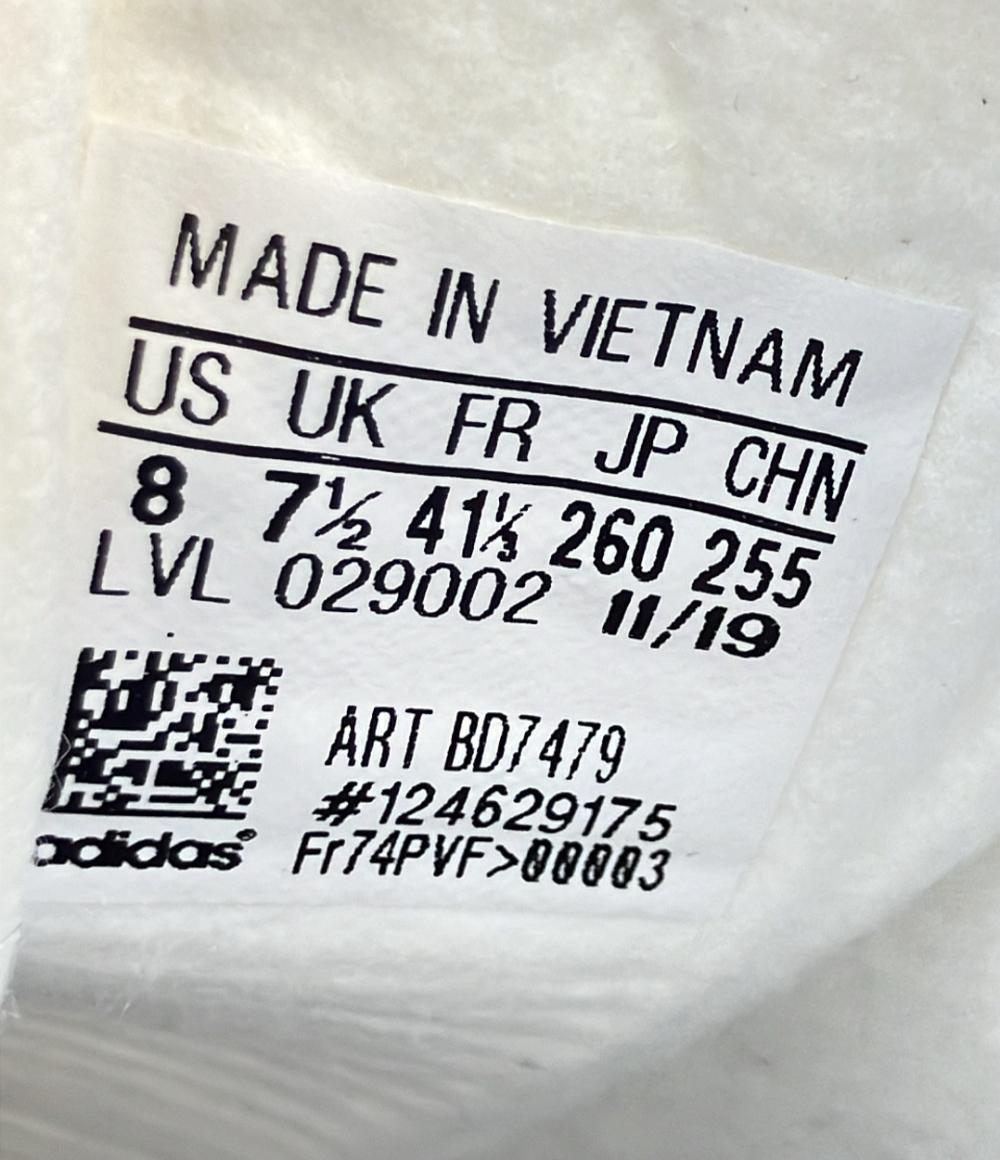 MADE IN VIETNAM
US UK FR JP CHN
8 7½ 41⅓ 260 255
LVL 029002 11/19
ART BD7479
#124629175
adidas® Fr74PVF>00003